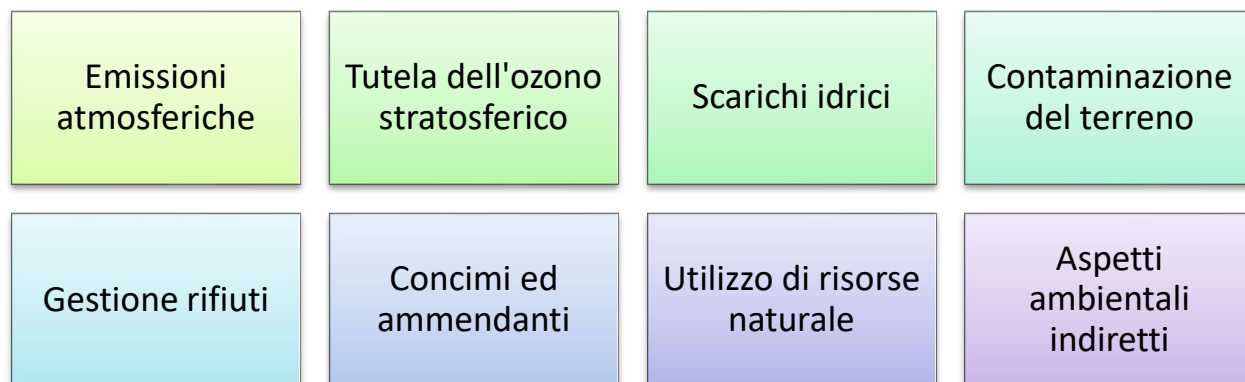 Emissioni
atmosferiche
Tutela dell'ozono
stratosferico
Scarichi idrici
Contaminazione
del terreno
Gestione rifiuti
Concimi ed
ammendanti
Utilizzo di risorse
naturale
Aspetti
ambientali
indiretti